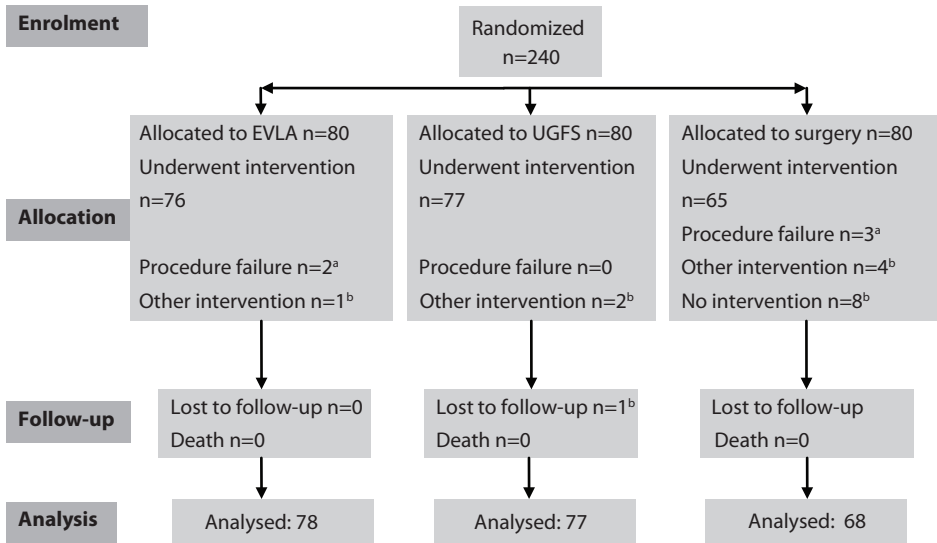 Enrolment
Randomized
n=240
Allocation
Allocated to EVLA n=80
Underwent intervention
n=76
Procedure failure n=2ᵃ
Other intervention n=1ᵇ
Allocated to UGFS n=80
Underwent intervention
n=77
Procedure failure n=0
Other intervention n=2ᵇ
Allocated to surgery n=80
Underwent intervention
n=65
Procedure failure n=3ᵃ
Other intervention n=4ᵇ
No intervention n=8ᵇ
Follow-up
Lost to follow-up n=0
Death n=0
Lost to follow-up n=1ᵇ
Death n=0
Lost to follow-up
Death n=0
Analysis
Analysed: 78
Analysed: 77
Analysed: 68